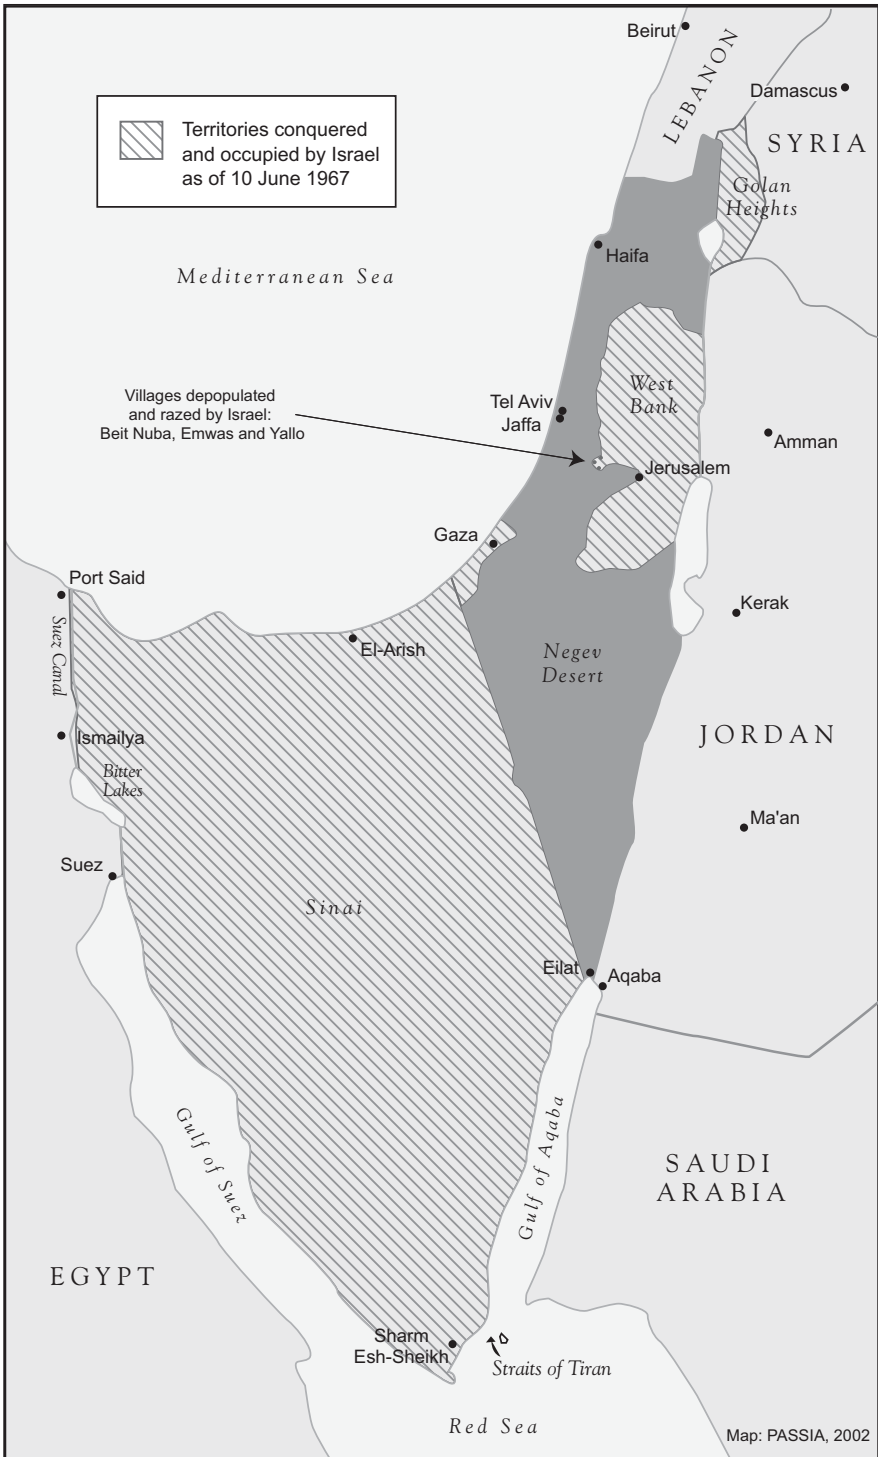 Beirut
LEBANON
Damascus
SYRIA
Territories conquered
and occupied by Israel
as of 10 June 1967
Golan
Heights
Haifa
Mediterranean Sea
Villages depopulated
and razed by Israel:
Beit Nuba, Emwas and Yallo
Tel Aviv
Jaffa
West
Bank
Amman
Jerusalem
Gaza
Port Said
Suez Canal
El-Arish
Kerak
Negev
Desert
Ismailya
JORDAN
Bitter
Lakes
Ma'an
Suez
Sinai
Eilat
Aqaba
Gulf of Suez
Gulf of Aqaba
SAUDI
ARABIA
EGYPT
Sharm
Esh-Sheikh
Straits of Tiran
Red Sea
Map: PASSIA, 2002